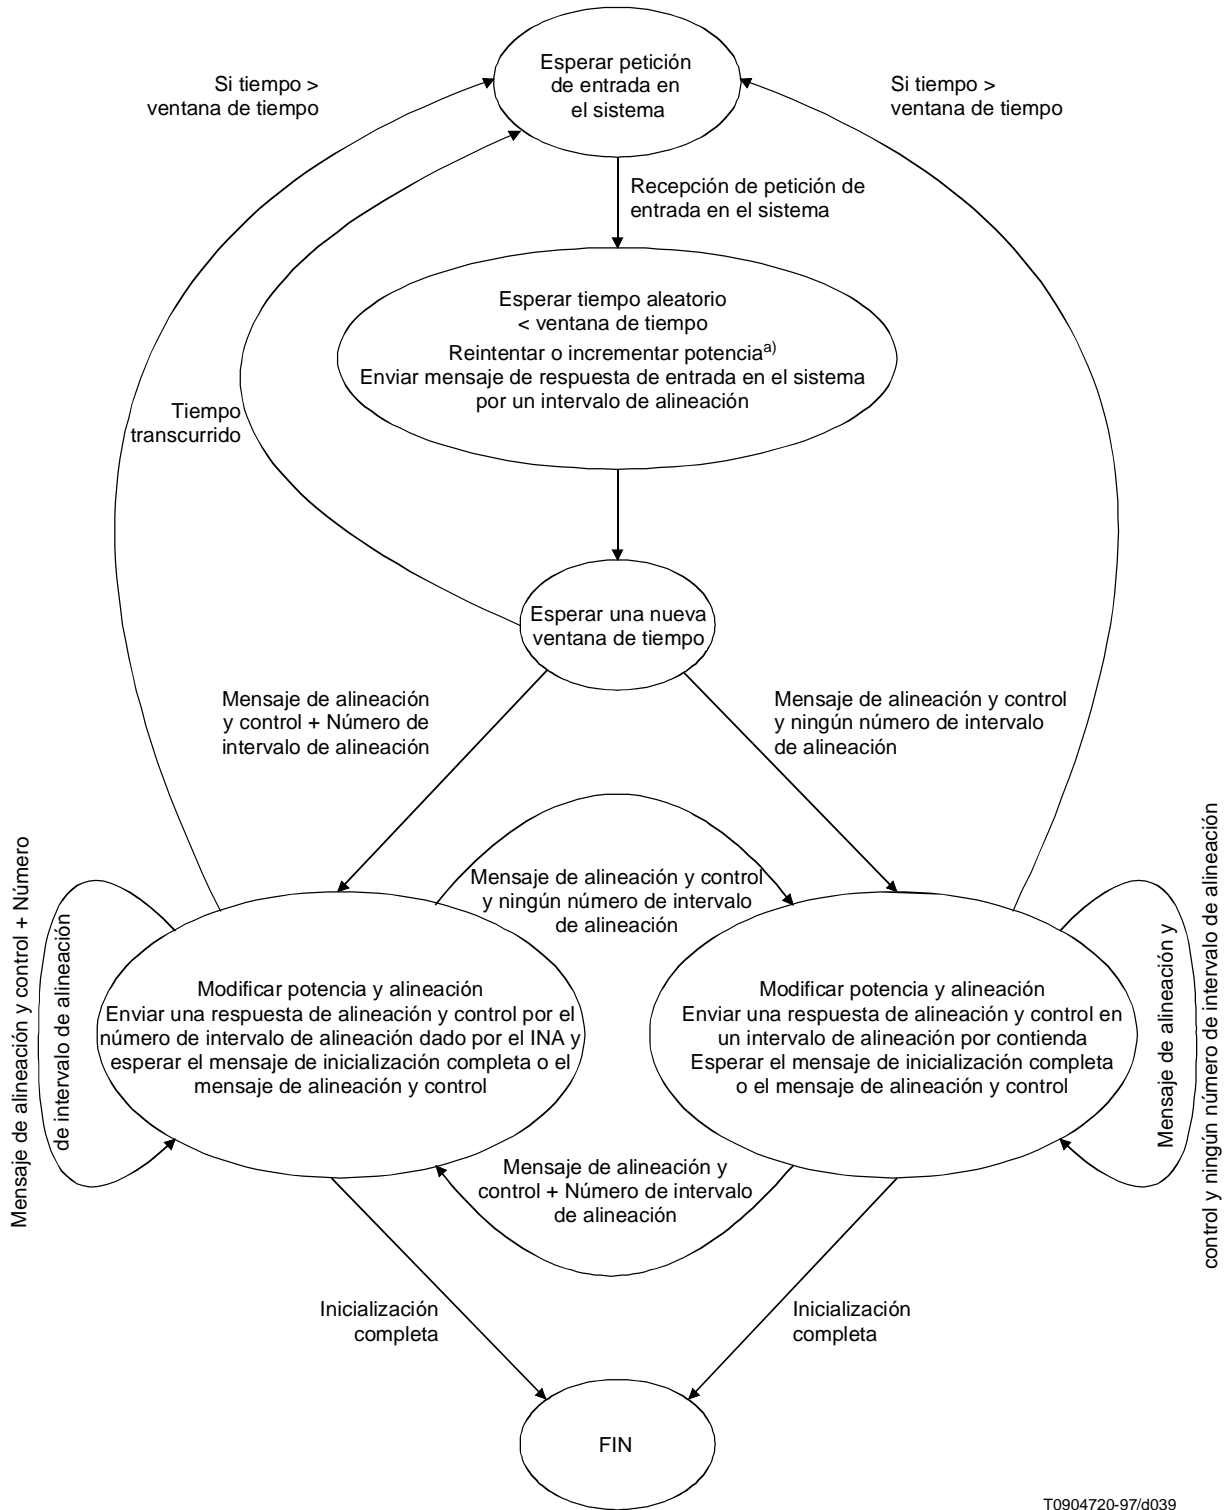 Esperar petición
de entrada en
el sistema
Si tiempo >
ventana de tiempo
Si tiempo >
ventana de tiempo
Recepción de petición de
entrada en el sistema
Esperar tiempo aleatorio
< ventana de tiempo
Reintentar o incrementar potencia a)
Enviar mensaje de respuesta de entrada en el sistema
por un intervalo de alineación
Tiempo
transcurrido
Esperar una nueva
ventana de tiempo
Mensaje de alineación
y control + Número de
intervalo de alineación
Mensaje de alineación y control
y ningún número de intervalo
de alineación
Mensaje de alineación y control + Número
de intervalo de alineación
Mensaje de alineación y control
y ningún número de intervalo
de alineación
Mensaje de alineación y
control y ningún número de intervalo de alineación
Modificar potencia y alineación
Enviar una respuesta de alineación y control por el
número de intervalo de alineación dado por el INA y
esperar el mensaje de inicialización completa o el
mensaje de alineación y control
Modificar potencia y alineación
Enviar una respuesta de alineación y control en
un intervalo de alineación por contienda
Esperar el mensaje de inicialización completa
o el mensaje de alineación y control
Mensaje de alineación y
control + Número de intervalo
de alineación
Inicialización
completa
Inicialización
completa
FIN
T0904720-97/d039